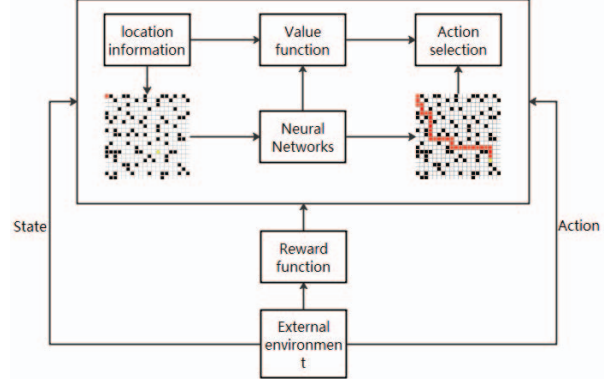 location
information
Value
function
Action
selection
Neural
Networks
State
Action
Reward
function
External
environmen
t